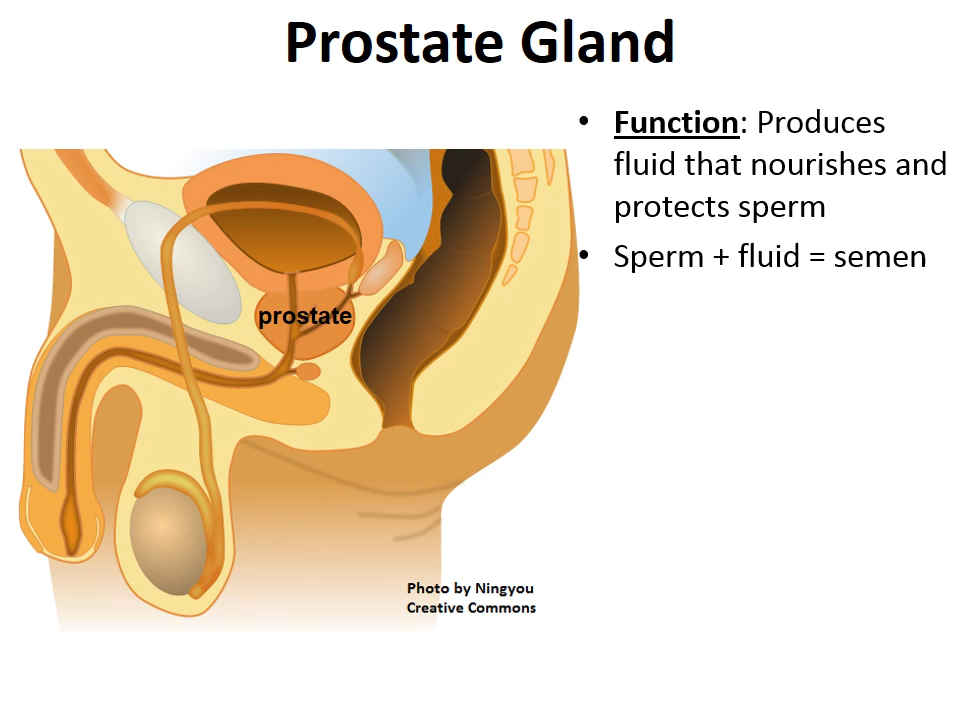 Prostate Gland
• Function: Produces
fluid that nourishes and
protects sperm
• Sperm + fluid = semen
prostate
Photo by Ningyou
Creative Commons